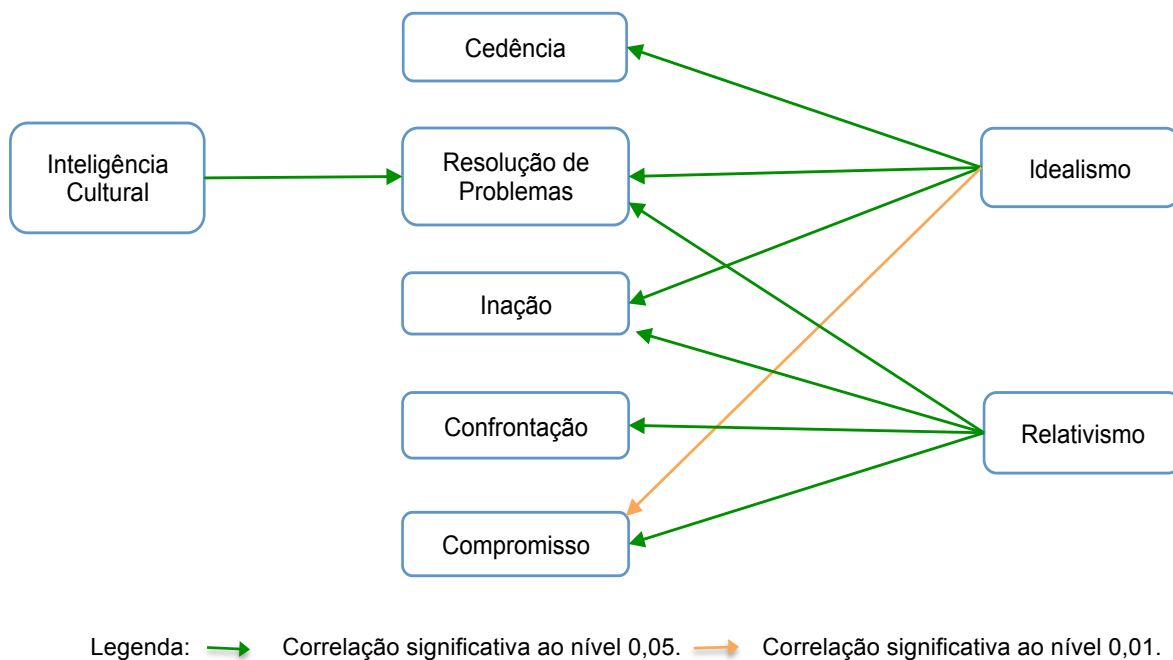 Cedência
Inteligência
Cultural
Resolução de
Problemas
Idealismo
Inação
Confrontação
Relativismo
Compromisso
Legenda: Correlação significativa ao nível 0,05. Correlação significativa ao nível 0,01.